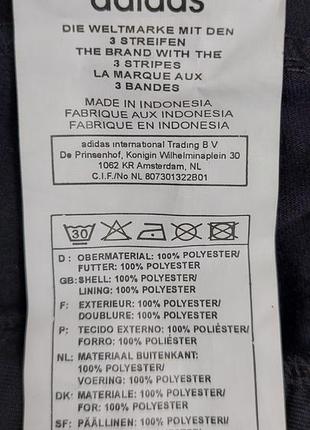 adidas
DIE WELTMARKE MIT DEN
3 STREIFEN
THE BRAND WITH THE
3 STRIPES
LA MARQUE AUX
3 BANDES
MADE IN INDONESIA
FABRIQUE AUX INDONESIA
FABRIQUE EN INDONESIA
adidas international Trading B V
De Prinsenhof, Konigin Wilhelminaplein 30
1062 KR Amsterdam, NL
C.I.F./No NL 807301322B01
30
D : OBERMATERIAL: 100% POLYESTER/
FUTTER: 100% POLYESTER
GB: SHELL: 100% POLYESTER/
LINING: 100% POLYESTER
F: EXTERIEUR: 100% POLYESTER/
DOUBLURE: 100% POLYESTER
P: TECIDO EXTERNO: 100% POLIÉSTER/
FORRO: 100% POLIÉSTER
NL: MATERIAAL BUITENKANT:
100% POLYESTER/
VOERING: 100% POLYESTER
DK: MATERIALE: 100% POLYESTER/
FOR: 100% POLYESTER
SF: PÄÄLLINEN: 100% POLYESTER/